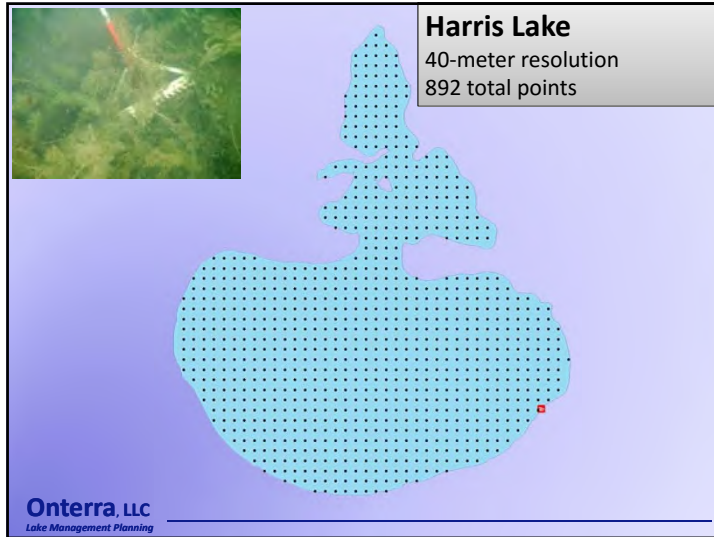 Harris Lake
40-meter resolution
892 total points
Onterra, LLC
Lake Management Planning